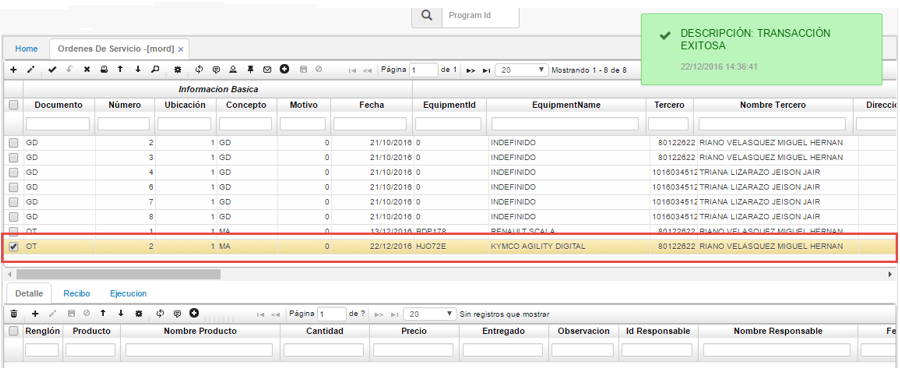 Program Id
DESCRIPCIÓN: TRANSACCIÓN
EXITOSA
22/12/2016 14:36:41
Home Ordenes De Servicio -[mord] x
Página 1 de 1 20 Mostrando 1 - 8 de 8
Informacion Basica
Documento Número Ubicación Concepto Motivo Fecha EquipmentId EquipmentName Tercero Nombre Tercero Direcci
GD 2 1 GD 0 21/10/2016 0 INDEFINIDO 80122622 RIANO VELASQUEZ MIGUEL HERNAN
GD 3 1 GD 0 21/10/2016 0 INDEFINIDO 80122622 RIANO VELASQUEZ MIGUEL HERNAN
GD 4 1 GD 0 21/10/2016 0 INDEFINIDO 1016034512 TRIANA LIZARAZO JEISON JAIR
GD 6 1 GD 0 21/10/2016 0 INDEFINIDO 1016034512 TRIANA LIZARAZO JEISON JAIR
GD 7 1 GD 0 21/10/2016 0 INDEFINIDO 1016034512 TRIANA LIZARAZO JEISON JAIR
GD 8 1 GD 0 21/10/2016 0 INDEFINIDO 1016034512 TRIANA LIZARAZO JEISON JAIR
OT 1 1 MA 0 13/12/2016 RDP178 RENAULT SCALA 80122622 RIANO VELASQUEZ MIGUEL HERNAN
OT 2 1 MA 0 22/12/2016 HJO72E KYMCO AGILITY DIGITAL 80122622 RIANO VELASQUEZ MIGUEL HERNAN
Detalle Recibo Ejecucion
Página 1 de ? 20 Sin registros que mostrar
Renglón Producto Nombre Producto Cantidad Precio Entregado Observacion Id Responsable Nombre Responsable Fe